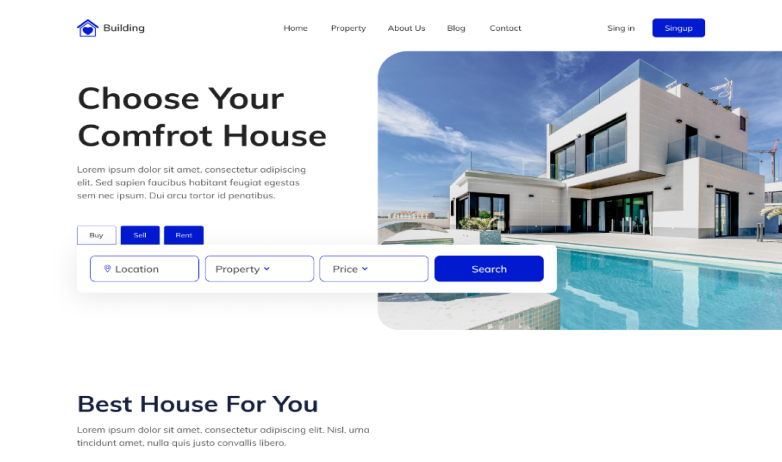 Building
Home Property About Us Blog Contact Sing in Singup
Choose Your
Comfrot House
Lorem ipsum dolor sit amet, consectetur adipiscing
elit. Sed sapien faucibus habitant feugiat egestas
sem nec ipsum. Dui arcu tortor id penatibus.
Buy Sell Rent
Location Property Price Search
Best House For You
Lorem ipsum dolor sit amet, consectetur adipiscing elit. Nisl, urna
tincidunt amet, nulla quis justo convallis libero.